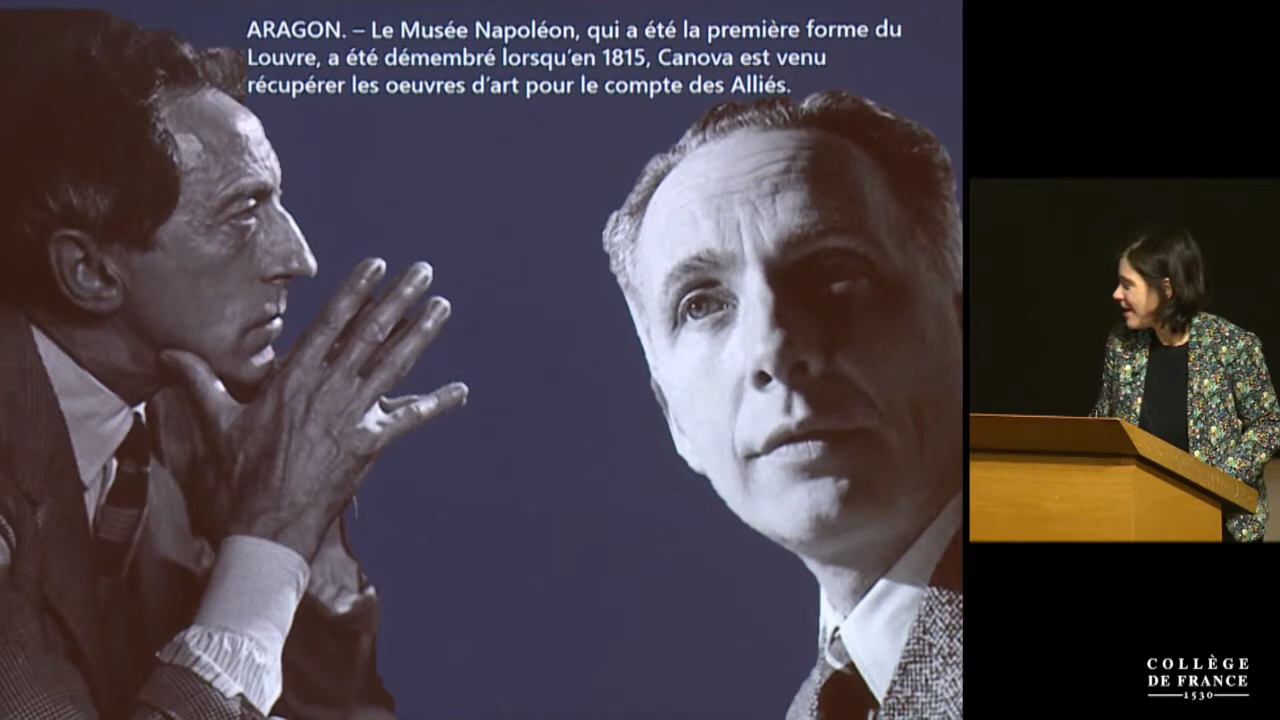 ARAGON. – Le Musée Napoléon, qui a été la première forme du
Louvre, a été démembré lorsqu'en 1815, Canova est venu
récupérer les oeuvres d'art pour le compte des Alliés.
COLLÈGE
DE FRANCE
1530